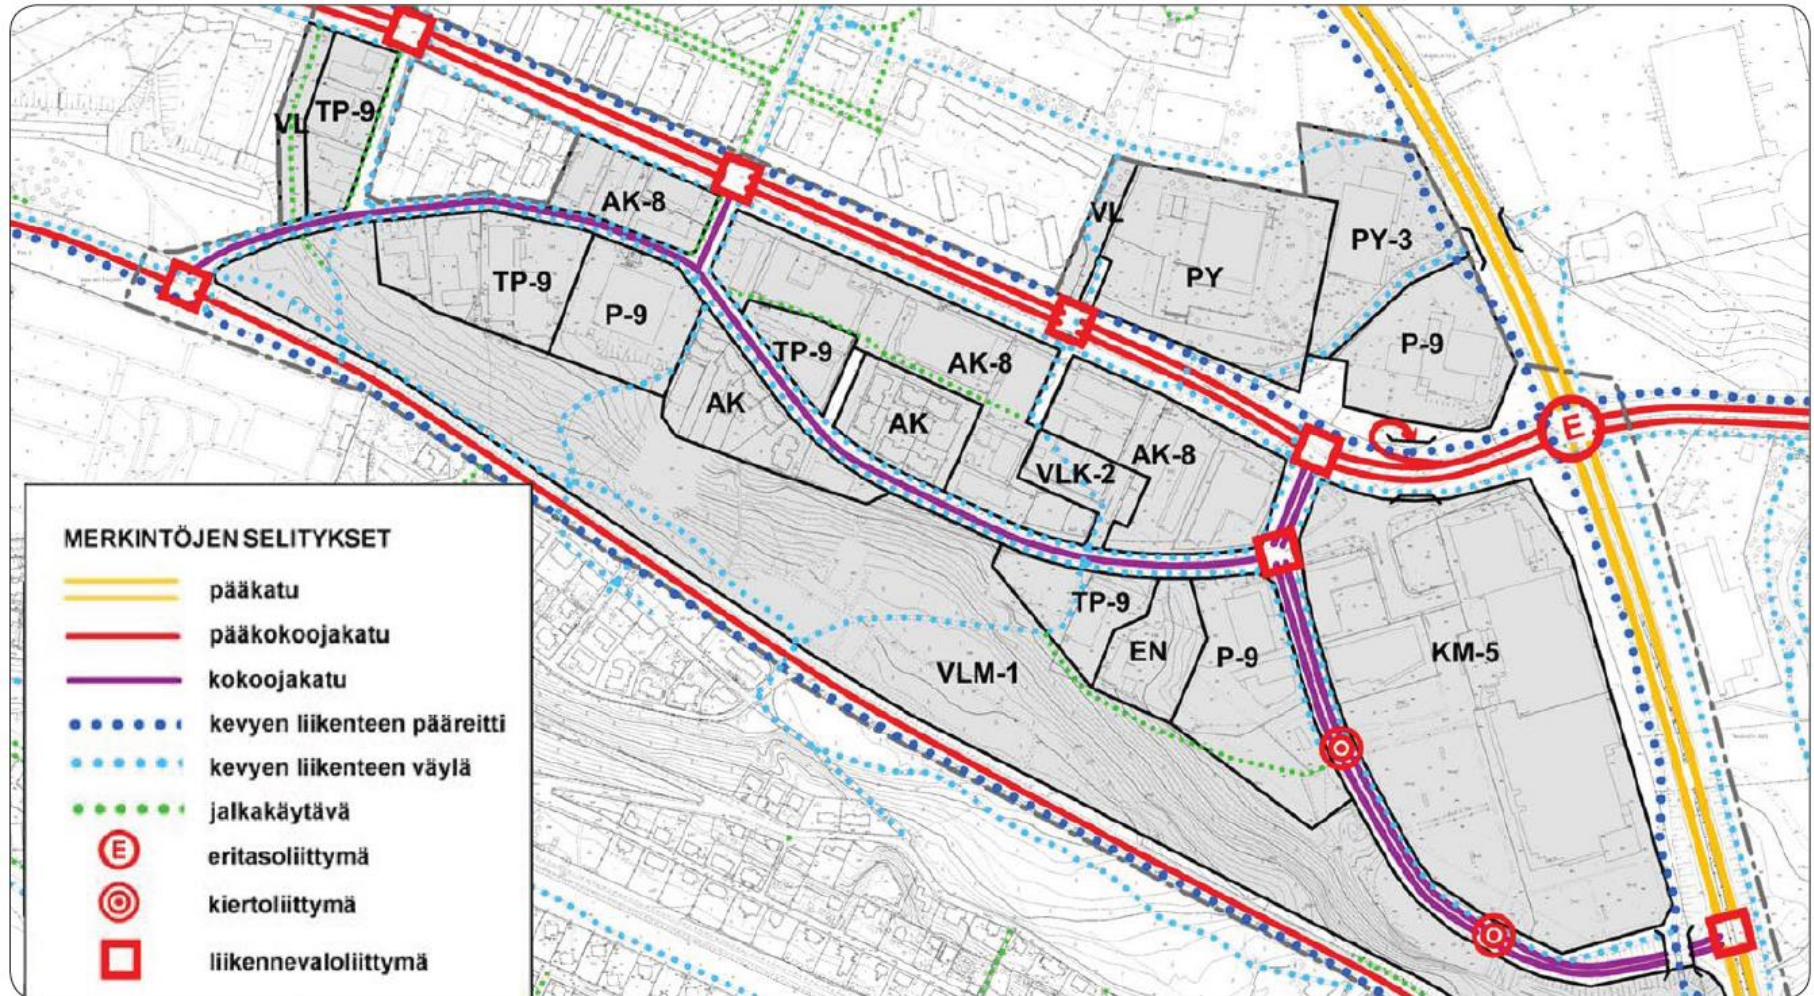 TP-9
VL
AK-8
VL
PY-3
PY
TP-9
P-9
P-9
TP-9
AK-8
AK
AK
AK-8
VLK-2
E
TP-9
EN
P-9
KM-5
VLM-1
MERKINTÖJEN SELITYKSET
pääkatu
pääkokoojakatu
kokoojakatu
kevyen liikenteen pääreitti
kevyen liikenteen väylä
jalkakäytävä
E eritasoliittymä
kiertoliittymä
liikennevaloliittymä